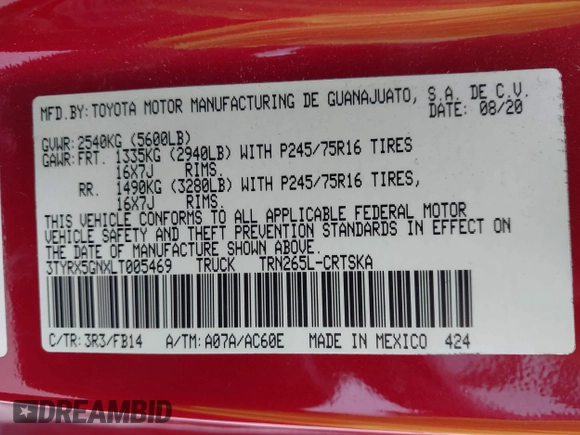 MFD.BY:TOYOTA MOTOR MANUFACTURING DE GUANAJUATO, S.A. DE C.V.
DATE: 08/20
GVWR: 2540KG (5600LB)
GAWR: FRT. 1335KG (2940LB) WITH P245/75R16 TIRES
16X7J RIMS.
RR. 1490KG (3280LB) WITH P245/75R16 TIRES,
16X7J RIMS.
THIS VEHICLE CONFORMS TO ALL APPLICABLE FEDERAL MOTOR
VEHICLE SAFETY AND THEFT PREVENTION STANDARDS IN EFFECT ON
THE DATE OF MANUFACTURE SHOWN ABOVE.
3TYRX5GNXLT005469 TRUCK TRN265L-CRTSKA
C/TR: 3R3/FB14 A/TM: A07A/AC60E MADE IN MEXICO 424
DREAMBID